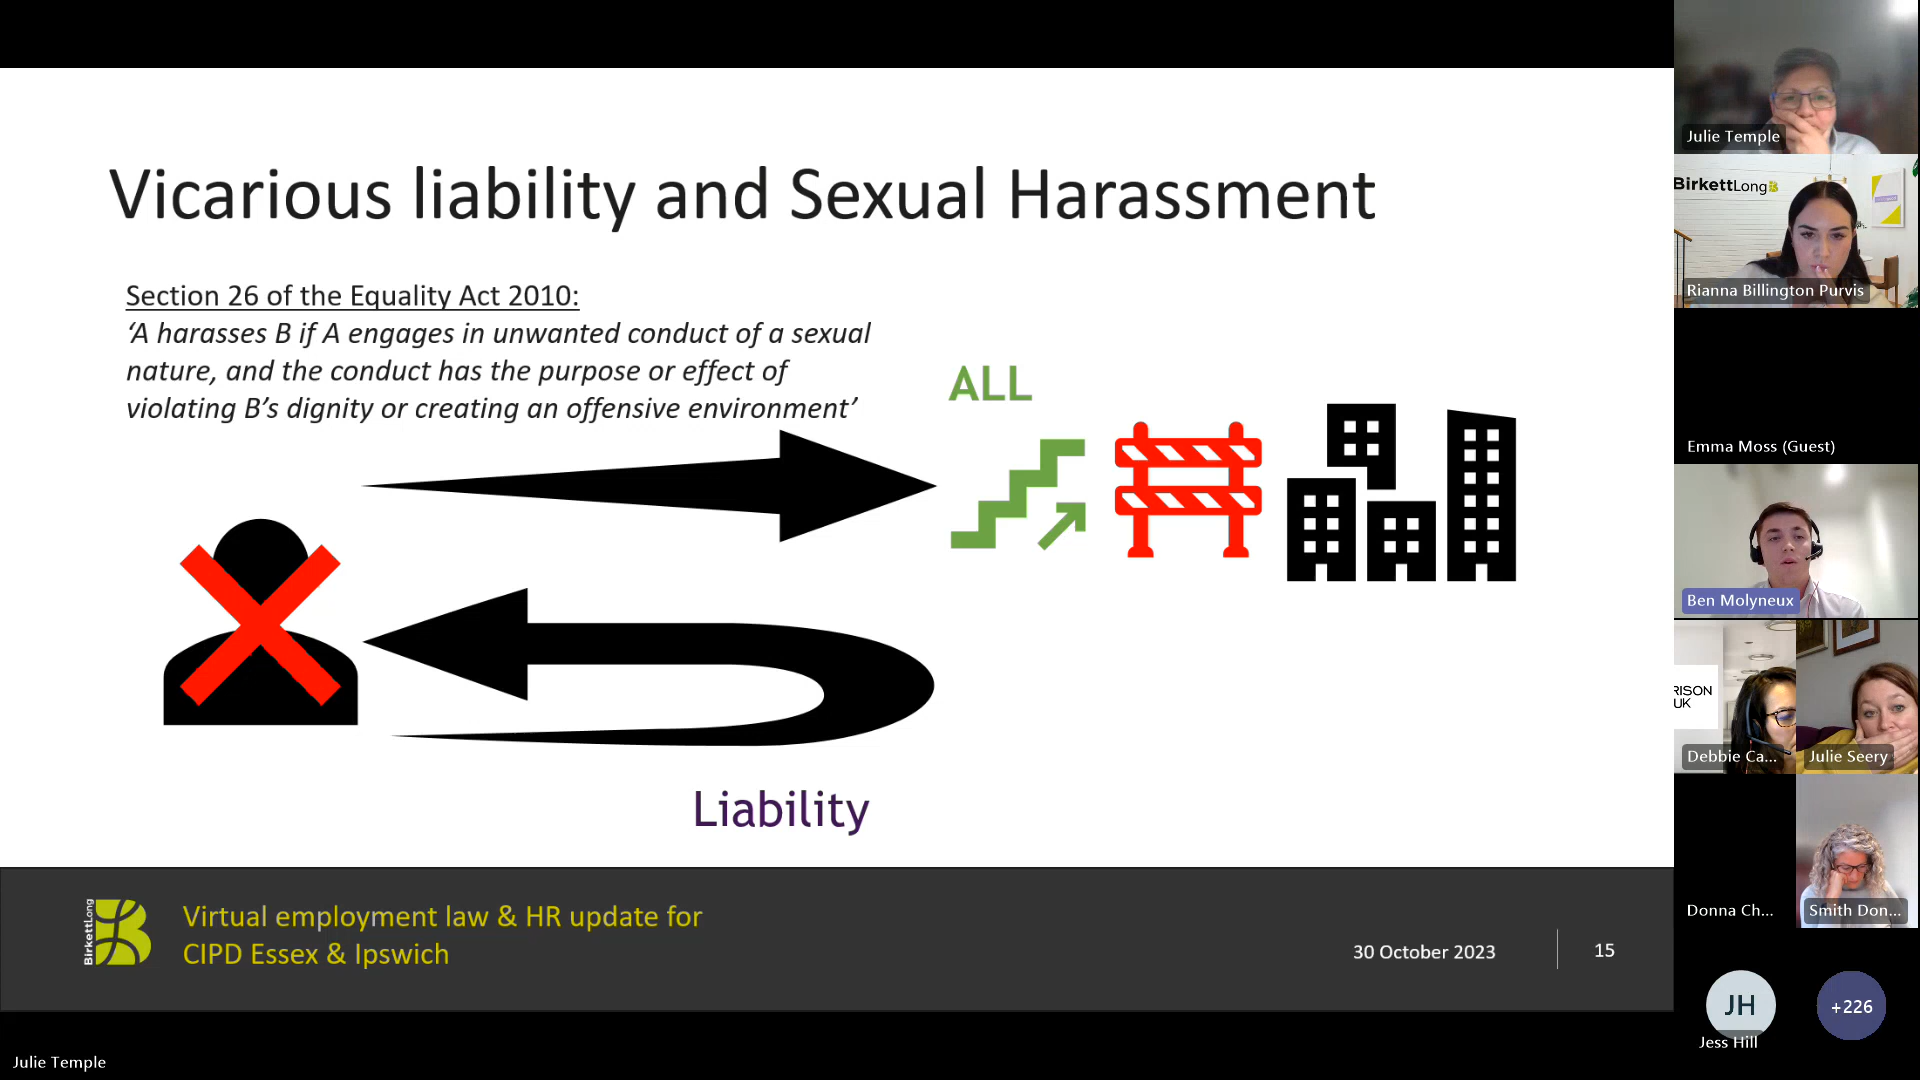 Vicarious liability and Sexual Harassment
Section 26 of the Equality Act 2010:
‘A harasses B if A engages in unwanted conduct of a sexual
nature, and the conduct has the purpose or effect of
violating B’s dignity or creating an offensive environment’
ALL
Liability
BirkettLong
Virtual employment law & HR update for
CIPD Essex & Ipswich
30 October 2023
15
Julie Temple
Julie Temple
BirkettLong
Rianna Billington Purvis
Emma Moss (Guest)
Ben Molyneux
RISON
UK
Debbie Ca...
Julie Seery
Donna Ch...
Smith Don...
JH
Jess Hill
+226